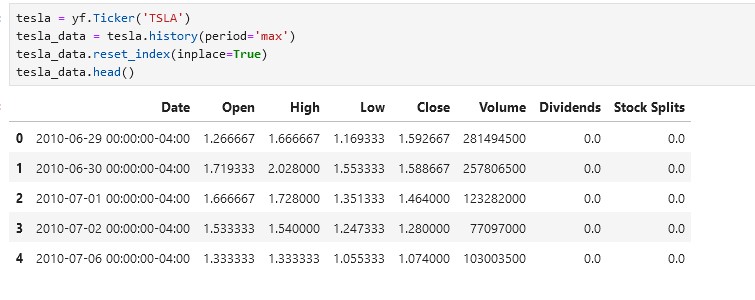 tesla = yf.Ticker('TSLA')
tesla_data = tesla.history(period='max')
tesla_data.reset_index(inplace=True)
tesla_data.head()
Date Open High Low Close Volume Dividends Stock Splits
0 2010-06-29 00:00:00-04:00 1.266667 1.666667 1.169333 1.592667 281494500 0.0 0.0
1 2010-06-30 00:00:00-04:00 1.719333 2.028000 1.553333 1.588667 257806500 0.0 0.0
2 2010-07-01 00:00:00-04:00 1.666667 1.728000 1.351333 1.464000 123282000 0.0 0.0
3 2010-07-02 00:00:00-04:00 1.533333 1.540000 1.247333 1.280000 77097000 0.0 0.0
4 2010-07-06 00:00:00-04:00 1.333333 1.333333 1.055333 1.074000 103003500 0.0 0.0